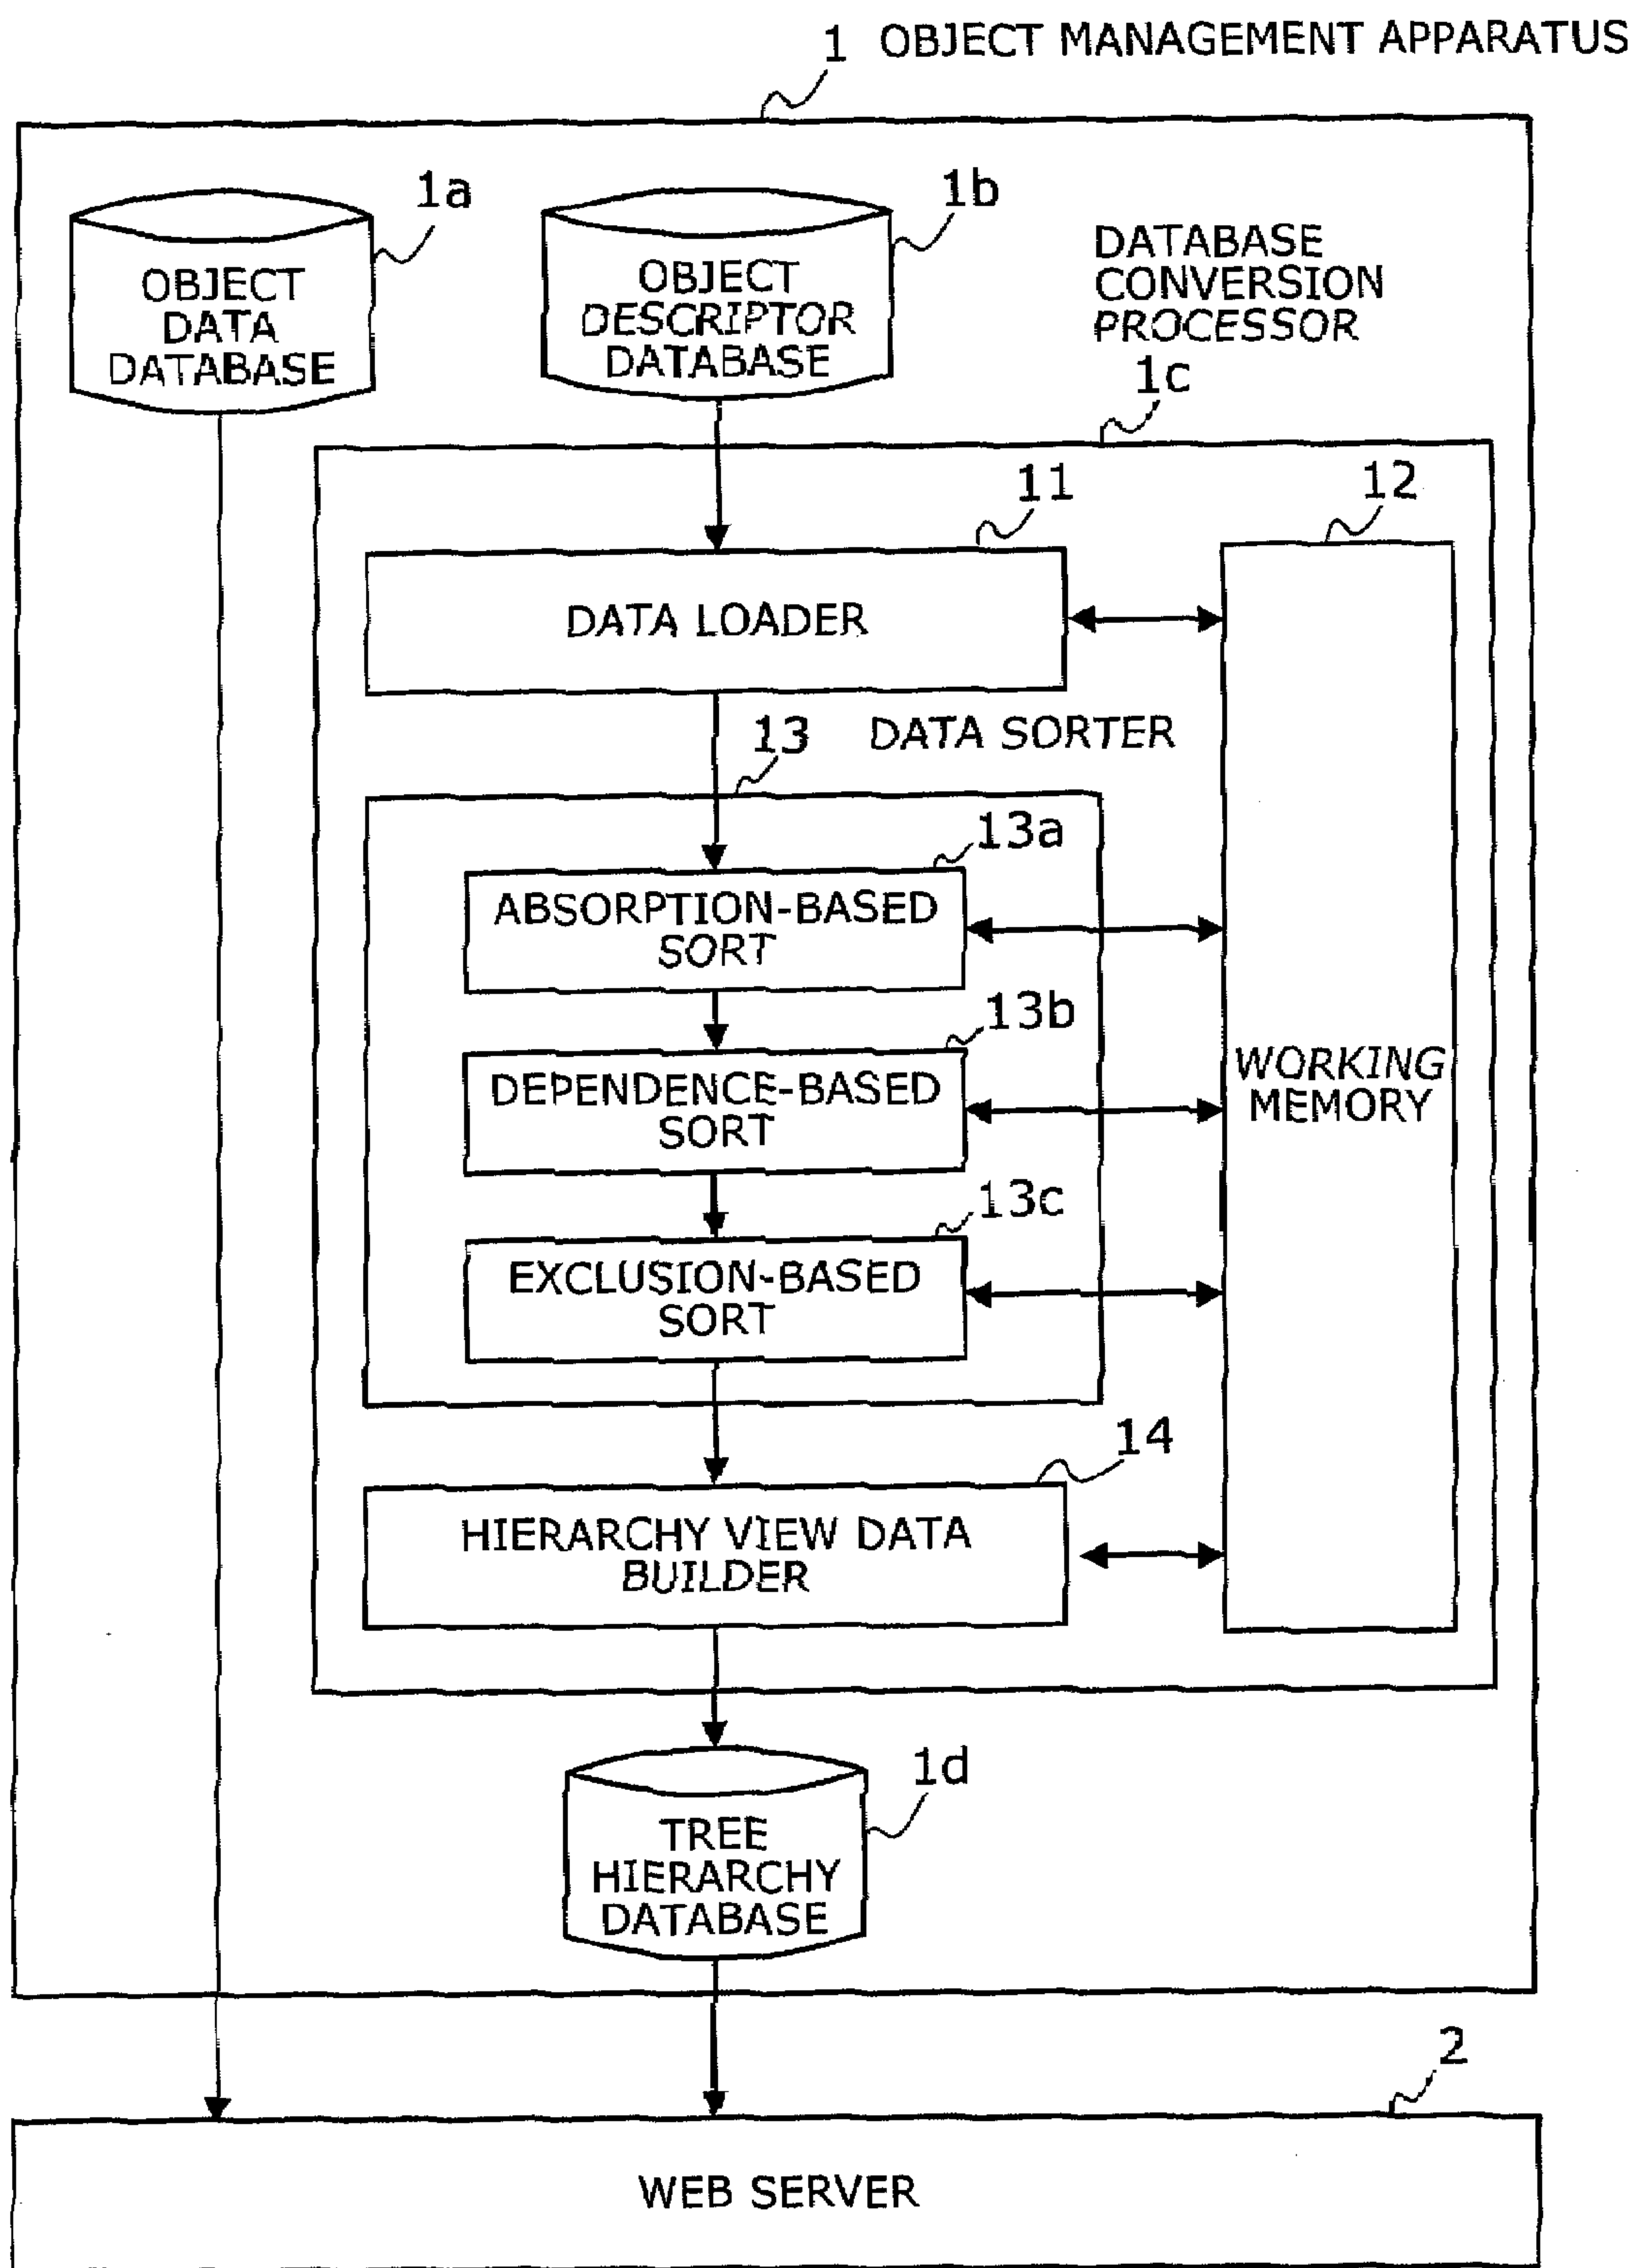 1 OBJECT MANAGEMENT APPARATUS
1a
OBJECT
DATA
DATABASE
1b
OBJECT
DESCRIPTOR
DATABASE
DATABASE
CONVERSION
PROCESSOR
1c
11
DATA LOADER
12
WORKING
MEMORY
13 DATA SORTER
13a
ABSORPTION-BASED
SORT
13b
DEPENDENCE-BASED
SORT
13c
EXCLUSION-BASED
SORT
14
HIERARCHY VIEW DATA
BUILDER
1d
TREE
HIERARCHY
DATABASE
2
WEB SERVER